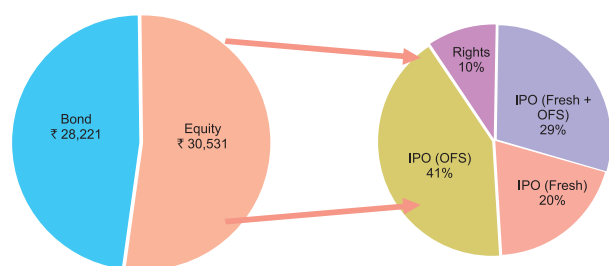 Bond
₹ 28,221
Equity
₹ 30,531
Rights
10%
IPO (Fresh +
OFS)
29%
IPO (OFS)
41%
IPO (Fresh)
20%